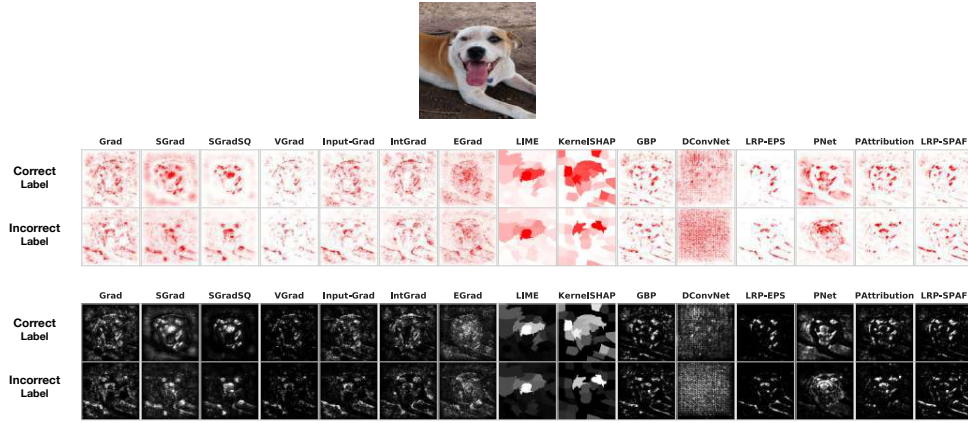 Grad SGrad SGradSQ VGrad Input-Grad IntGrad EGrad LIME KernelSHAP GBP DConvNet LRP-EPS PNet PAttribution LRP-SPAF
Correct
Label
Incorrect
Label
Grad SGrad SGradSQ VGrad Input-Grad IntGrad EGrad LIME KernelSHAP GBP DConvNet LRP-EPS PNet PAttribution LRP-SPAF
Correct
Label
Incorrect
Label